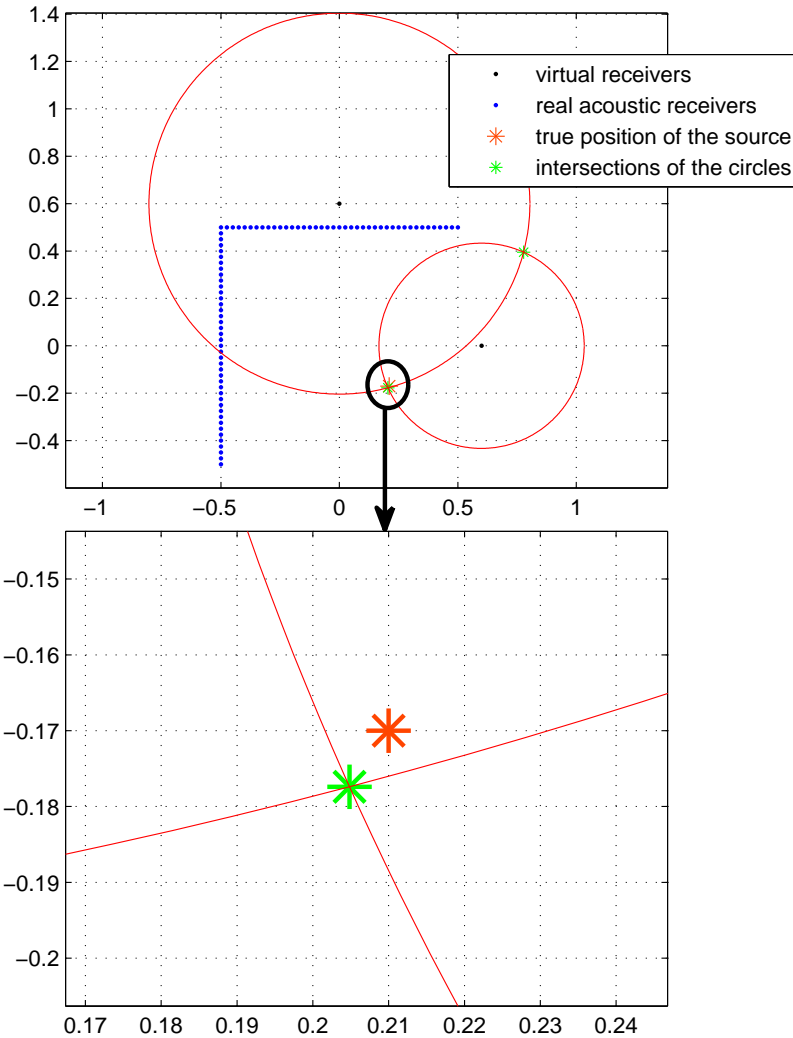 1.4
1.2
1
0.8
0.6
0.4
0.2
0
−0.2
−0.4
virtual receivers
real acoustic receivers
true position of the source
intersections of the circles
−1 −0.5 0 0.5 1
−0.15
−0.16
−0.17
−0.18
−0.19
−0.2
0.17 0.18 0.19 0.2 0.21 0.22 0.23 0.24